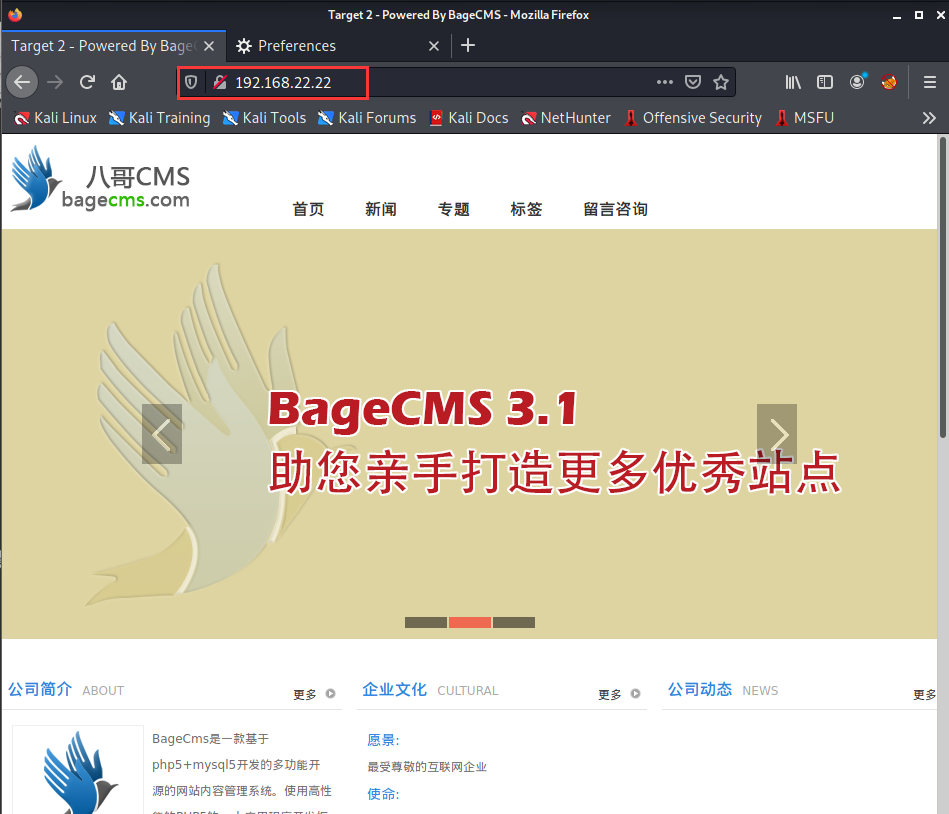 Target 2 - Powered By BageCMS - Mozilla Firefox
Target 2 - Powered By Bage
Preferences
192.168.22.22
Kali Linux
Kali Training
Kali Tools
Kali Forums
Kali Docs
NetHunter
Offensive Security
MSFU
八哥CMS
bagecms.com
首页 新闻 专题 标签 留言咨询
BageCMS 3.1
助您亲手打造更多优秀站点
公司简介 ABOUT 更多
企业文化 CULTURAL 更多
公司动态 NEWS 更多
BageCms是一款基于
php5+mysql5开发的多功能开
源的网站内容管理系统。使用高性
愿景:
最受尊敬的互联网企业
使命: